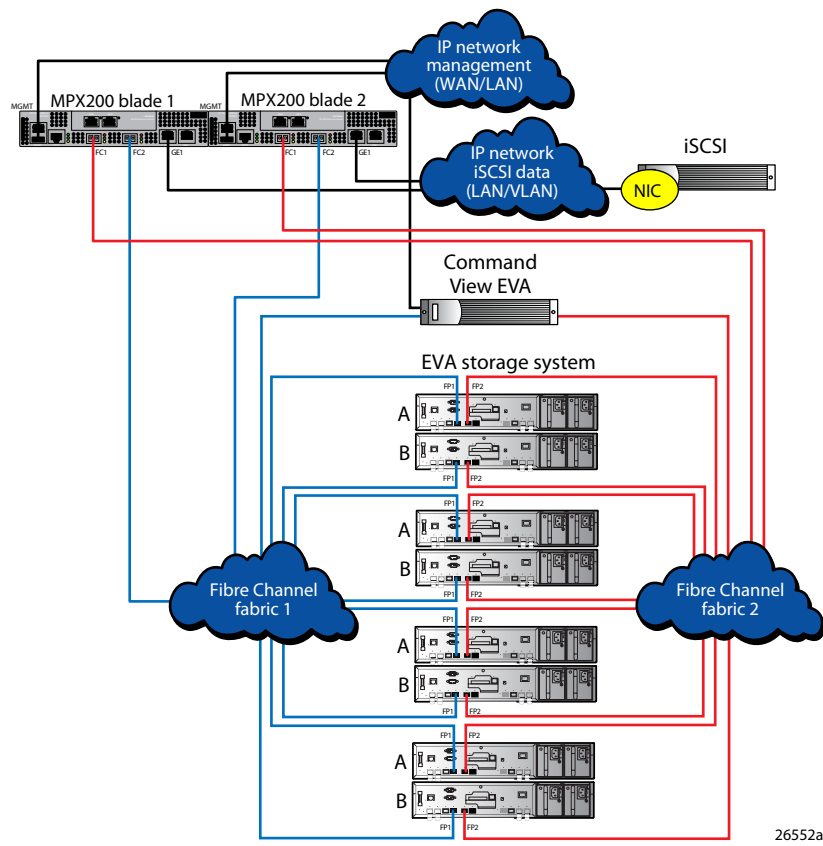 IP network
management
(WAN/LAN)
MGMT
MPX200 blade 1
MGMT
MPX200 blade 2
FC1
FC2
GE1
FC1
FC2
GE1
IP network
iSCSI data
(LAN/VLAN)
iSCSI
NIC
Command
View EVA
EVA storage system
FP1
FP2
A
B
FP1
FP2
FP1
FP2
A
B
FP1
FP2
Fibre Channel
fabric 1
Fibre Channel
fabric 2
FP1
FP2
A
B
FP1
FP2
FP1
FP2
A
B
FP1
FP2
26552a